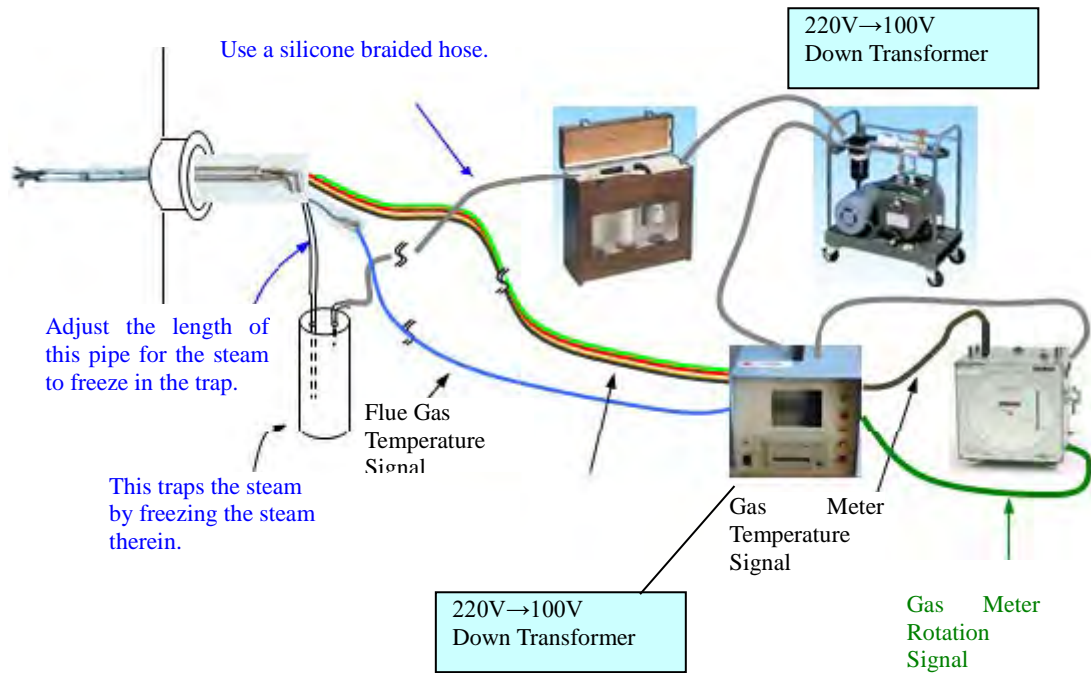 220V→100V
Down Transformer
Use a silicone braided hose.
Adjust the length of
this pipe for the steam
to freeze in the trap.
Flue Gas
Temperature
Signal
This traps the steam
by freezing the steam
therein.
Gas Meter
Temperature
Signal
220V→100V
Down Transformer
Gas Meter
Rotation
Signal